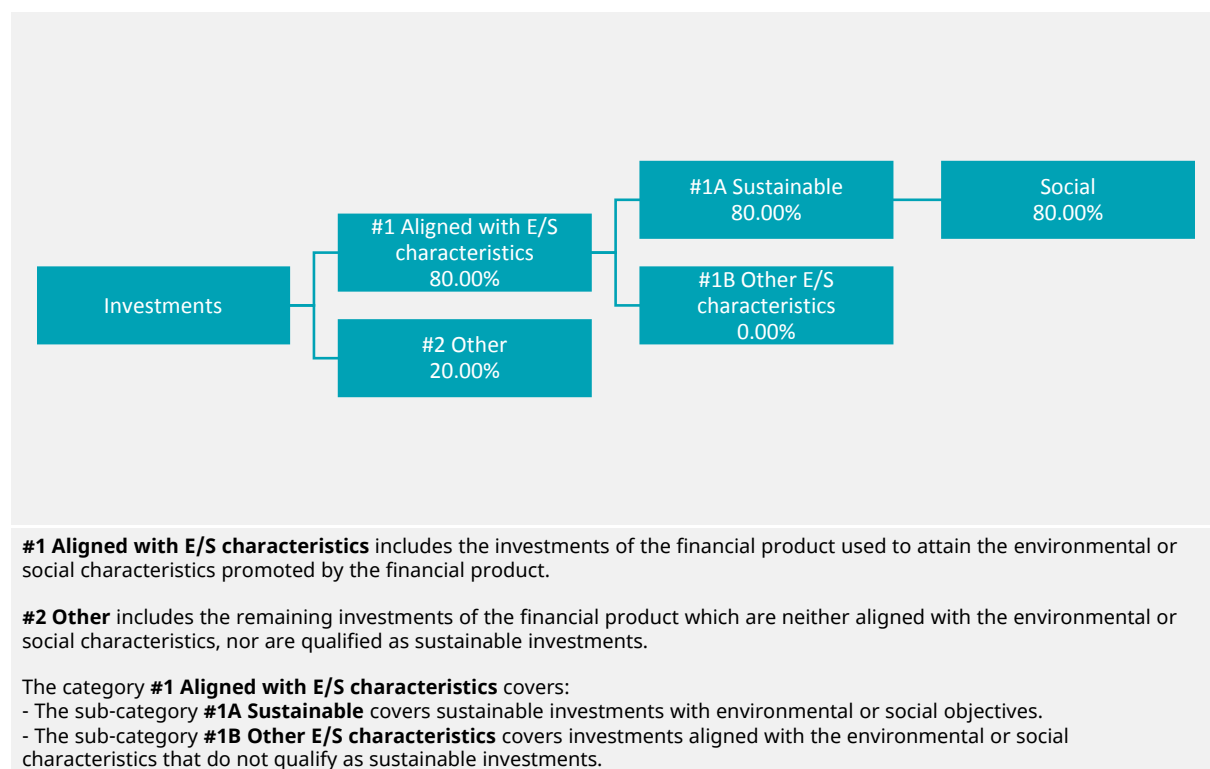 Investments
#1 Aligned with E/S
characteristics
80.00%
#2 Other
20.00%
#1A Sustainable
80.00%
#1B Other E/S
characteristics
0.00%
Social
80.00%
#1 Aligned with E/S characteristics includes the investments of the financial product used to attain the environmental or
social characteristics promoted by the financial product.
#2 Other includes the remaining investments of the financial product which are neither aligned with the environmental or
social characteristics, nor are qualified as sustainable investments.
The category #1 Aligned with E/S characteristics covers:
- The sub-category #1A Sustainable covers sustainable investments with environmental or social objectives.
- The sub-category #1B Other E/S characteristics covers investments aligned with the environmental or social
characteristics that do not qualify as sustainable investments.